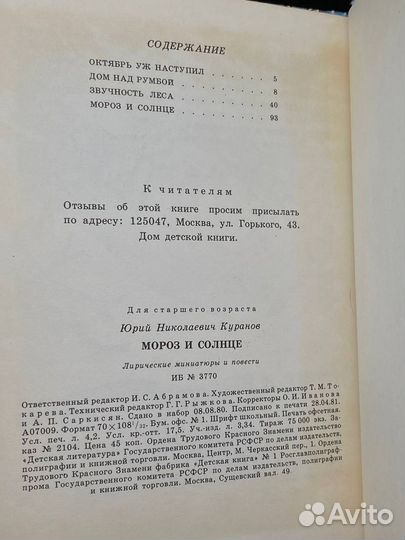 СОДЕРЖАНИЕ
ОКТЯБРЬ УЖ НАСТУПИЛ . . . . . . . 5
ДОМ НАД РУМБОЙ . . . . . . . . 8
ЗВУЧНОСТЬ ЛЕСА . . . . . . . . 40
МОРОЗ И СОЛНЦЕ . . . . . . . . 93
К читателям
Отзывы об этой книге просим присылать
по адресу: 125047, Москва, ул. Горького, 43.
Дом детской книги.
Для старшего возраста
Юрий Николаевич Куранов
МОРОЗ И СОЛНЦЕ
Лирические миниатюры и повести
ИБ № 3770
Ответственный редактор И. С. Абрамова. Художественный редактор Т. М. То-
карева. Технический редактор Г. Г. Рыжкова. Корректоры О. И. Иванова
и А. П. Саркисян. Сдано в набор 08.08.80. Подписано к печати 28.04.81.
А07009. Формат 70×108¹/₃₂. Бум. офс. № 1. Шрифт школьный. Печать офсетная.
Усл. печ. л. 4,2. Усл. кр.-отт. 17,5. Уч.-изд. л. 3,34. Тираж 75 000 экз. За-
каз № 2104. Цена 45 коп. Ордена Трудового Красного Знамени издательство
«Детская литература» Государственного комитета РСФСР по делам издательств,
полиграфии и книжной торговли. Москва, Центр, М. Черкасский пер., 1. Ордена
Трудового Красного Знамени фабрика «Детская книга» № 1 Росглавполиграф-
прома Государственного комитета РСФСР по делам издательств, полиграфии
и книжной торговли. Москва, Сущевский вал, 49.
Avito